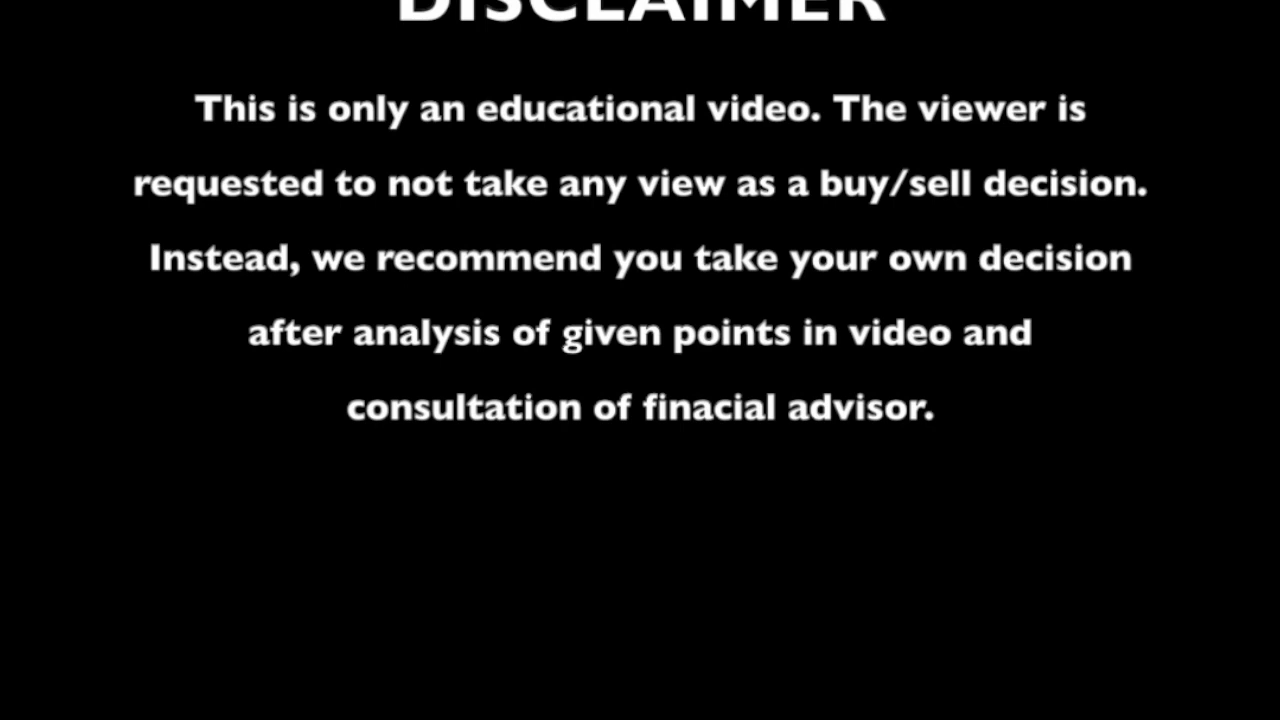 DISCLAIMER
This is only an educational video. The viewer is
requested to not take any view as a buy/sell decision.
Instead, we recommend you take your own decision
after analysis of given points in video and
consultation of finacial advisor.